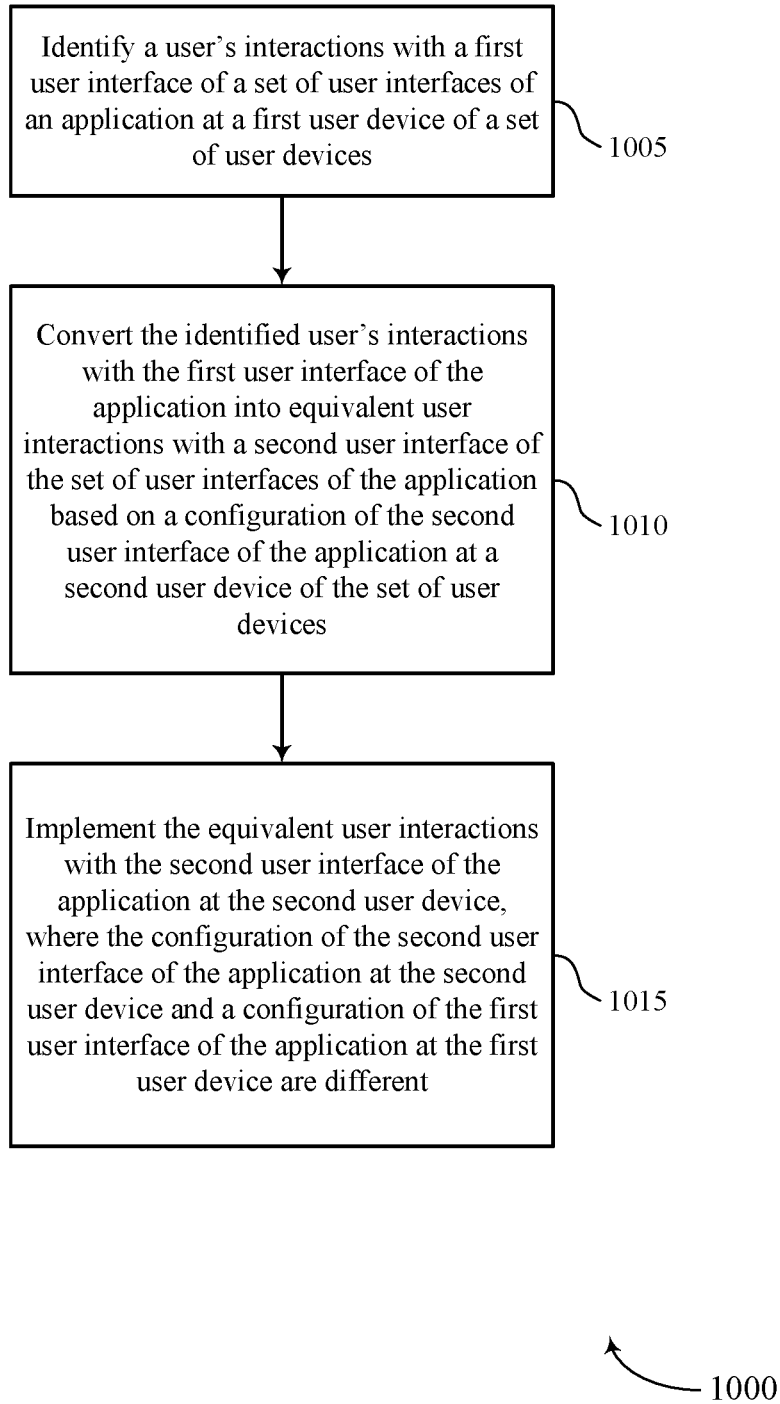 Identify a user’s interactions with a first
user interface of a set of user interfaces of
an application at a first user device of a set
of user devices
1005
Convert the identified user’s interactions
with the first user interface of the
application into equivalent user
interactions with a second user interface of
the set of user interfaces of the application
based on a configuration of the second
user interface of the application at a
second user device of the set of user
devices
1010
Implement the equivalent user interactions
with the second user interface of the
application at the second user device,
where the configuration of the second user
interface of the application at the second
user device and a configuration of the first
user interface of the application at the first
user device are different
1015
1000